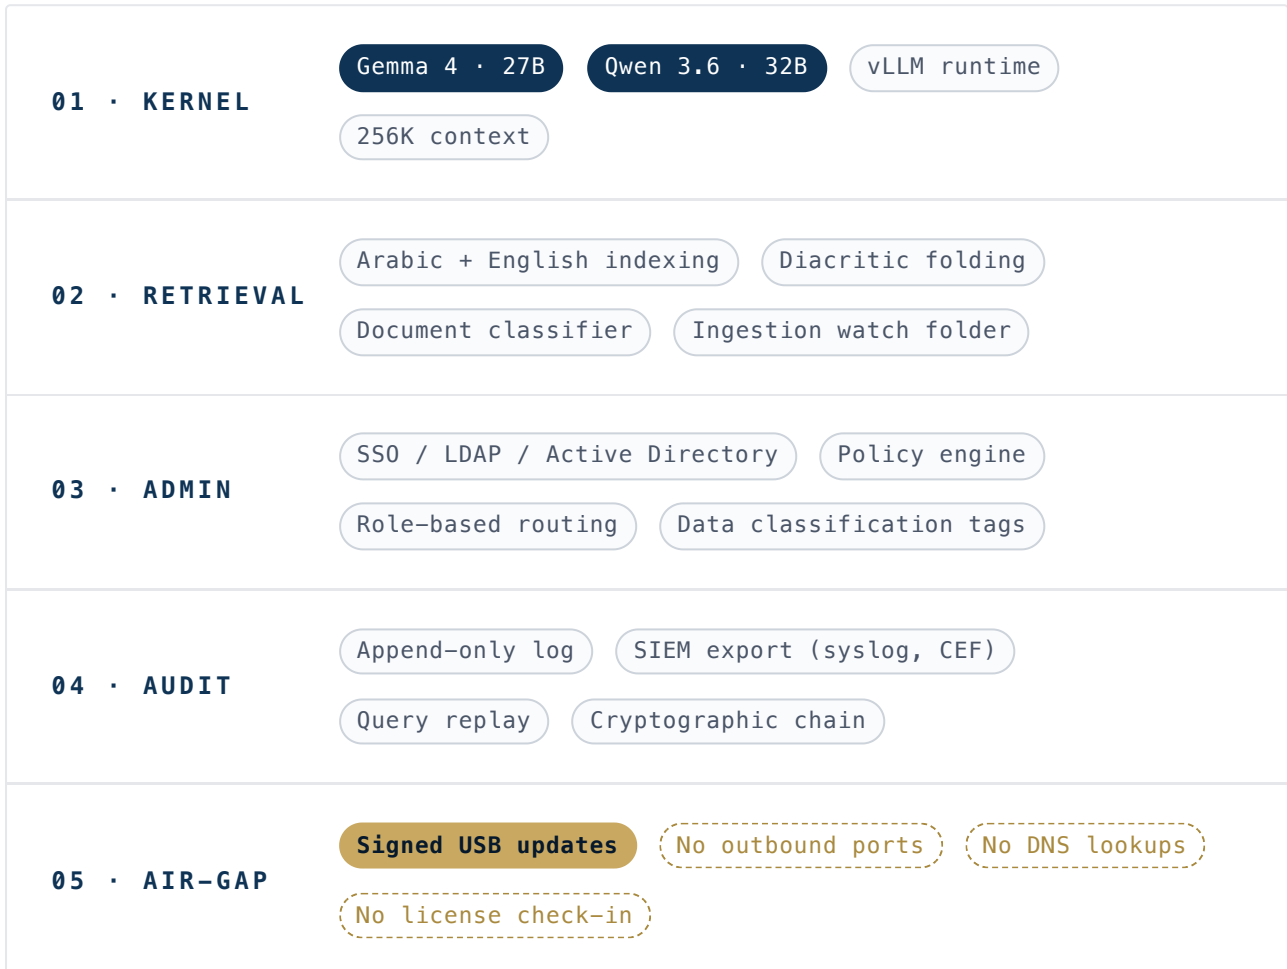 01 · KERNEL
Gemma 4 · 27B Qwen 3.6 · 32B vLLM runtime
256K context
02 · RETRIEVAL
Arabic + English indexing Diacritic folding
Document classifier Ingestion watch folder
03 · ADMIN
SSO / LDAP / Active Directory Policy engine
Role-based routing Data classification tags
04 · AUDIT
Append-only log SIEM export (syslog, CEF)
Query replay Cryptographic chain
05 · AIR-GAP
Signed USB updates No outbound ports No DNS lookups
No license check-in